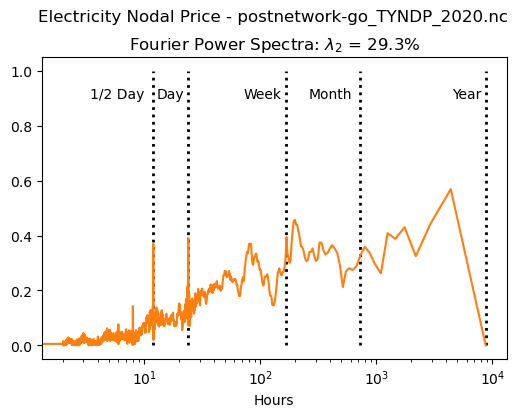 Electricity Nodal Price - postnetwork-go_TYNDP_2020.nc
Fourier Power Spectra: λ₂ = 29.3%
1.0
1/2 Day Day Week Month Year
0.8
0.6
0.4
0.2
0.0
10¹ 10² 10³ 10⁴
Hours